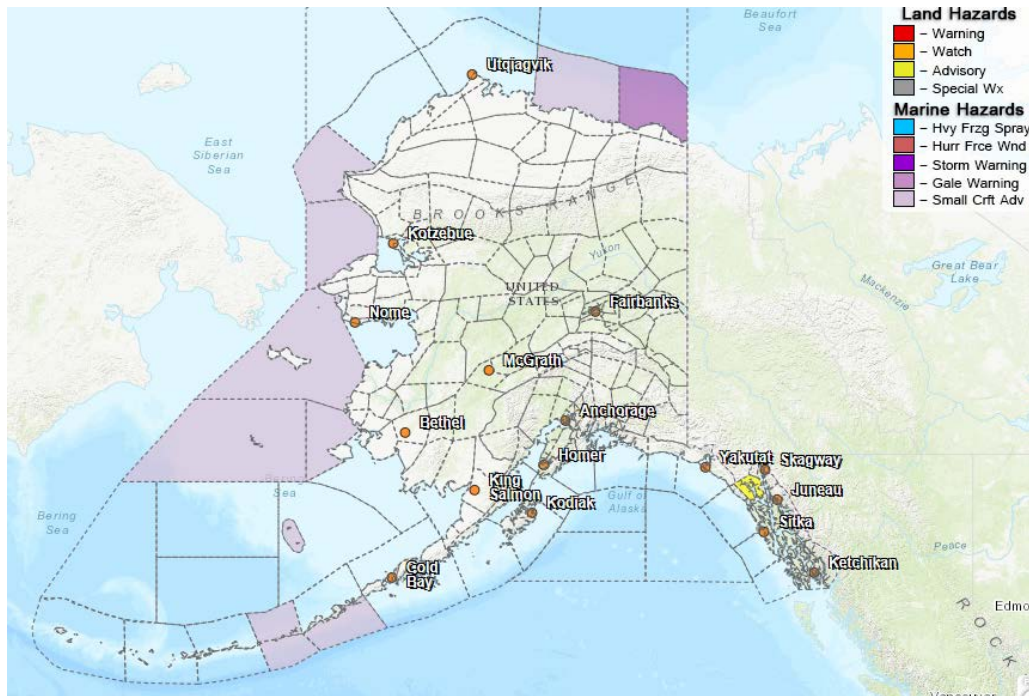 Land Hazards
– Warning
– Watch
– Advisory
– Special Wx
Marine Hazards
– Hvy Frzg Spray
– Hurr Frce Wnd
– Storm Warning
– Gale Warning
– Small Crft Adv
Beaufort
Sea
Utqiagvik
East
Siberian
Sea
BROOKS RANGE
Kotzebue
Yukon
Great Bear
Lake
Mackenzie
UNITED
STATES
Fairbanks
Nome
McGrath
Anchorage
Bethel
Homer
Yakutat
Skagway
King
Salmon
Juneau
Sea
Kodiak
Gulf of
Alaska
Bering
Sea
Sitka
Peace
Cold
Bay
Ketchikan
Edmo
ROCK
Vancouver